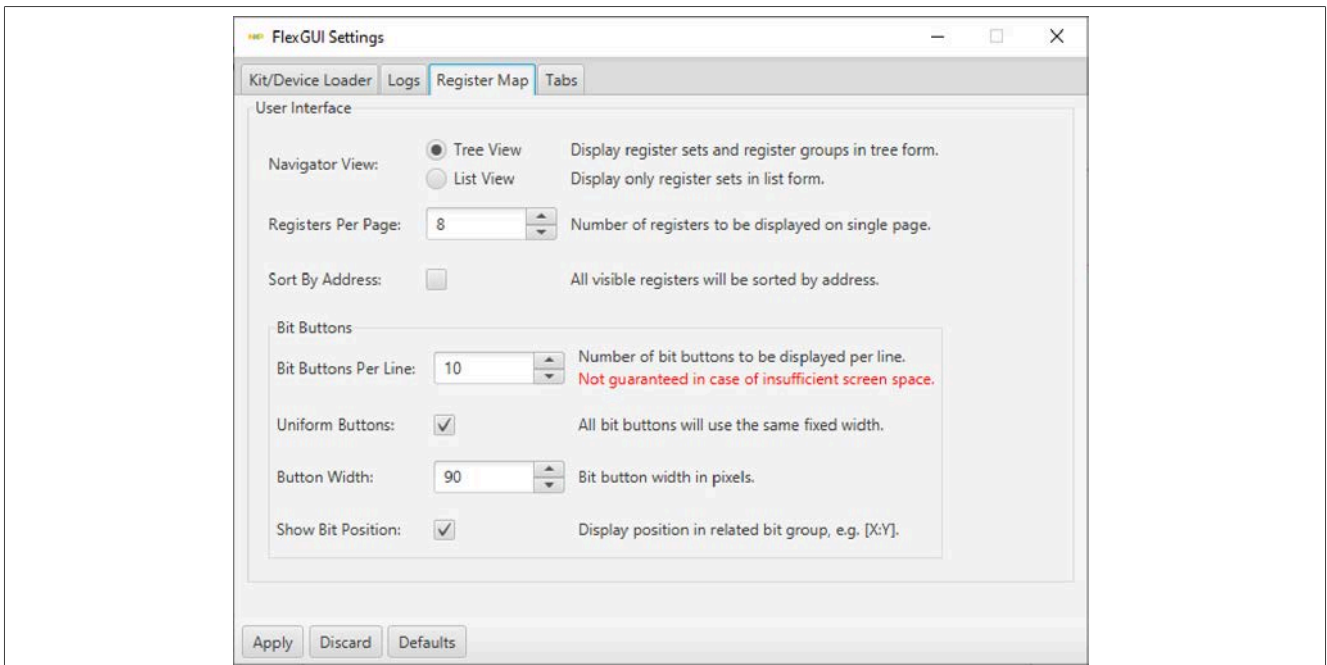 FlexGUI Settings
Kit/Device Loader Logs Register Map Tabs
User Interface
Navigator View:
Tree View Display register sets and register groups in tree form.
List View Display only register sets in list form.
Registers Per Page: 8 Number of registers to be displayed on single page.
Sort By Address: All visible registers will be sorted by address.
Bit Buttons
Bit Buttons Per Line: 10 Number of bit buttons to be displayed per line.
Not guaranteed in case of insufficient screen space.
Uniform Buttons: All bit buttons will use the same fixed width.
Button Width: 90 Bit button width in pixels.
Show Bit Position: Display position in related bit group, e.g. [X:Y].
Apply Discard Defaults